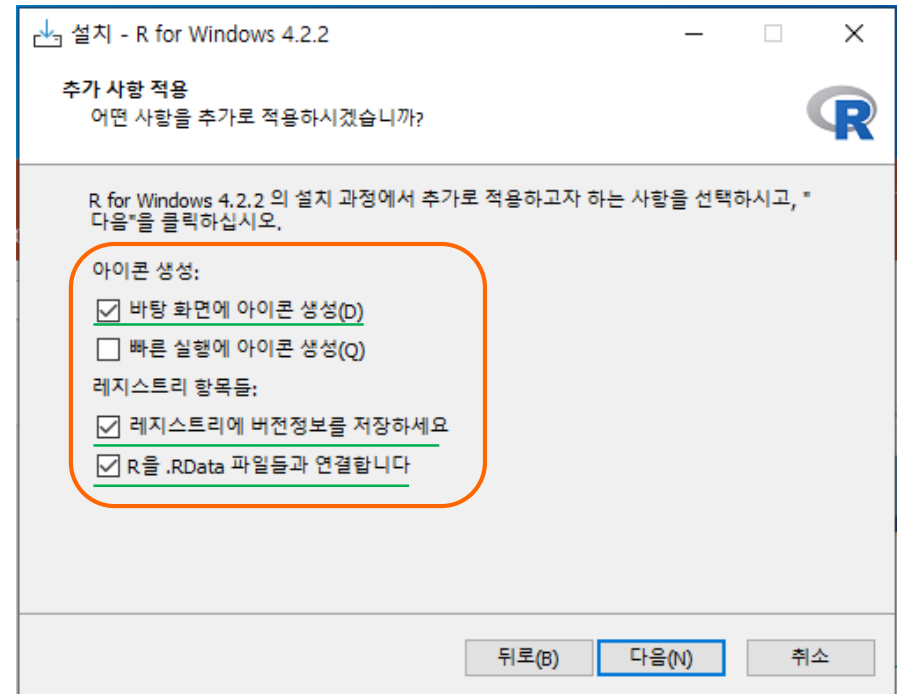 설치 - R for Windows 4.2.2
추가 사항 적용
어떤 사항을 추가로 적용하시겠습니까?
R
R for Windows 4.2.2 의 설치 과정에서 추가로 적용하고자 하는 사항을 선택하시고, "
다음"을 클릭하십시오.
아이콘 생성:
바탕 화면에 아이콘 생성(D)
빠른 실행에 아이콘 생성(Q)
레지스트리 항목들:
레지스트리에 버전정보를 저장하세요
R을 .RData 파일들과 연결합니다
뒤로(B) 다음(N) 취소